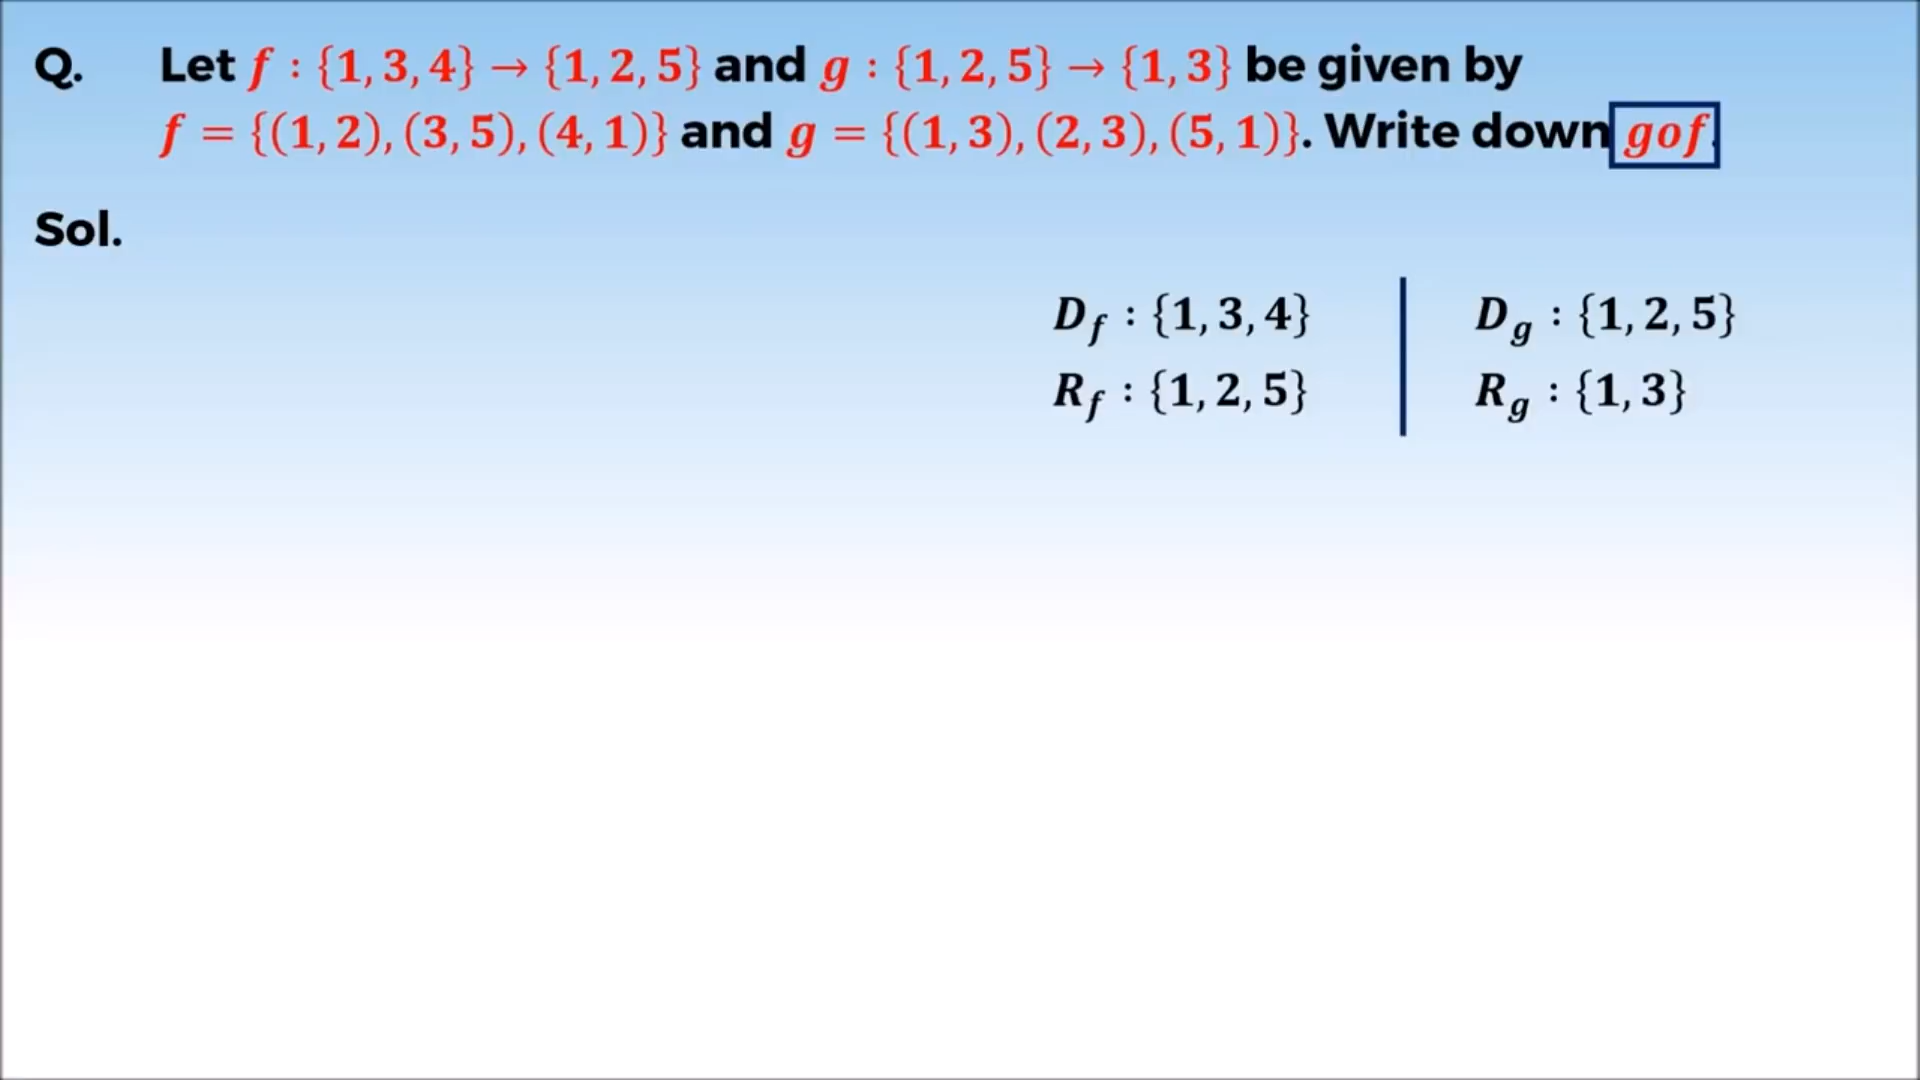 Q. Let f : {1, 3, 4} → {1, 2, 5} and g : {1, 2, 5} → {1, 3} be given by
f = {(1, 2), (3, 5), (4, 1)} and g = {(1, 3), (2, 3), (5, 1)}. Write down gof.
Sol.
D_f : {1, 3, 4} D_g : {1, 2, 5}
R_f : {1, 2, 5} R_g : {1, 3}